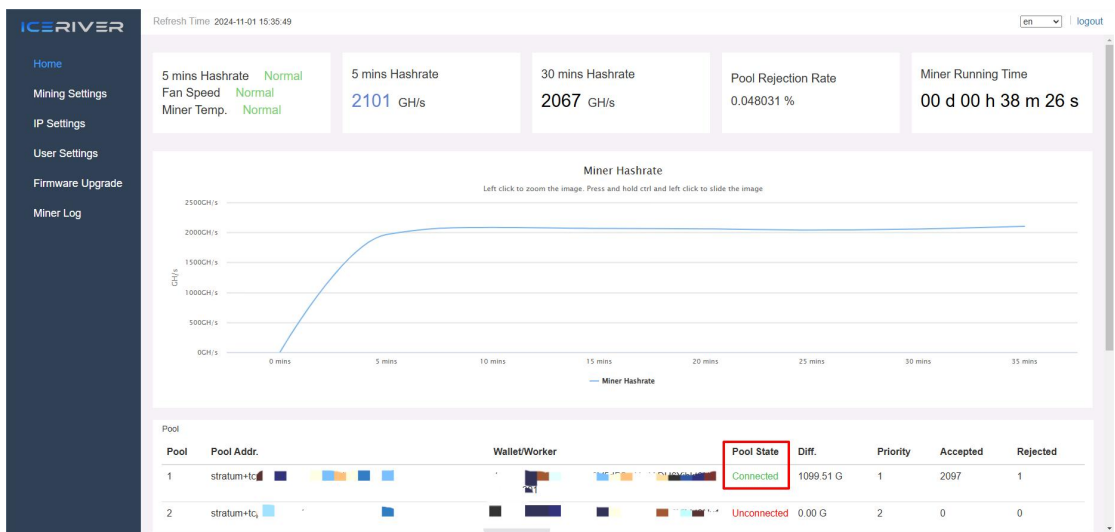 ICERIVER
Refresh Time 2024-11-01 15:35:49
en
logout
Home
Mining Settings
IP Settings
User Settings
Firmware Upgrade
Miner Log
5 mins Hashrate Normal
Fan Speed Normal
Miner Temp. Normal
5 mins Hashrate
2101 GH/s
30 mins Hashrate
2067 GH/s
Pool Rejection Rate
0.048031 %
Miner Running Time
00 d 00 h 38 m 26 s
Miner Hashrate
Left click to zoom the image. Press and hold ctrl and left click to slide the image
GH/s
2500GH/s
2000GH/s
1500GH/s
1000GH/s
500GH/s
0GH/s
0 mins 5 mins 10 mins 15 mins 20 mins 25 mins 30 mins 35 mins
Miner Hashrate
Pool
Pool Pool Addr. Wallet/Worker Pool State Diff. Priority Accepted Rejected
1 stratum+tc Connected 1099.51 G 1 2097 1
2 stratum+tc Unconnected 0.00 G 2 0 0